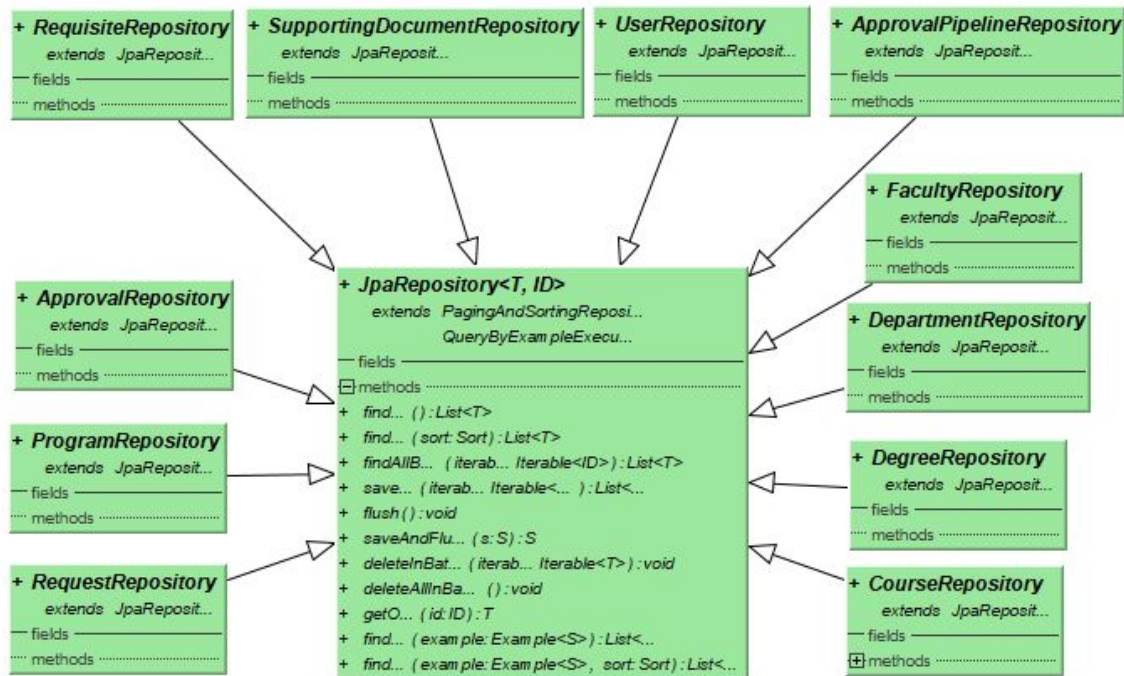 + RequisiteRepository
extends JpaReposit...
fields
methods
+ SupportingDocumentRepository
extends JpaReposit...
fields
methods
+ UserRepository
extends JpaReposit...
fields
methods
+ ApprovalPipelineRepository
extends JpaReposit...
fields
methods
+ FacultyRepository
extends JpaReposit...
fields
methods
+ ApprovalRepository
extends JpaReposit...
fields
methods
+ JpaRepository<T, ID>
extends PagingAndSortingReposi...
QueryByExampleExecu...
fields
methods
+ find... ( ) : List<T>
+ find... ( sort: Sort ) : List<T>
+ findAllB... ( iterab... Iterable<ID> ) : List<T>
+ save... ( iterab... Iterable<... ) : List<...
+ flush ( ) : void
+ saveAndFlu... ( s: S ) : S
+ deleteInBat... ( iterab... Iterable<T> ) : void
+ deleteAllInBa... ( ) : void
+ getO... ( id: ID ) : T
+ find... ( example: Example<S> ) : List<...
+ find... ( example: Example<S>, sort: Sort ) : List<...
+ DepartmentRepository
extends JpaReposit...
fields
methods
+ ProgramRepository
extends JpaReposit...
fields
methods
+ DegreeRepository
extends JpaReposit...
fields
methods
+ RequestRepository
extends JpaReposit...
fields
methods
+ CourseRepository
extends JpaReposit...
fields
methods